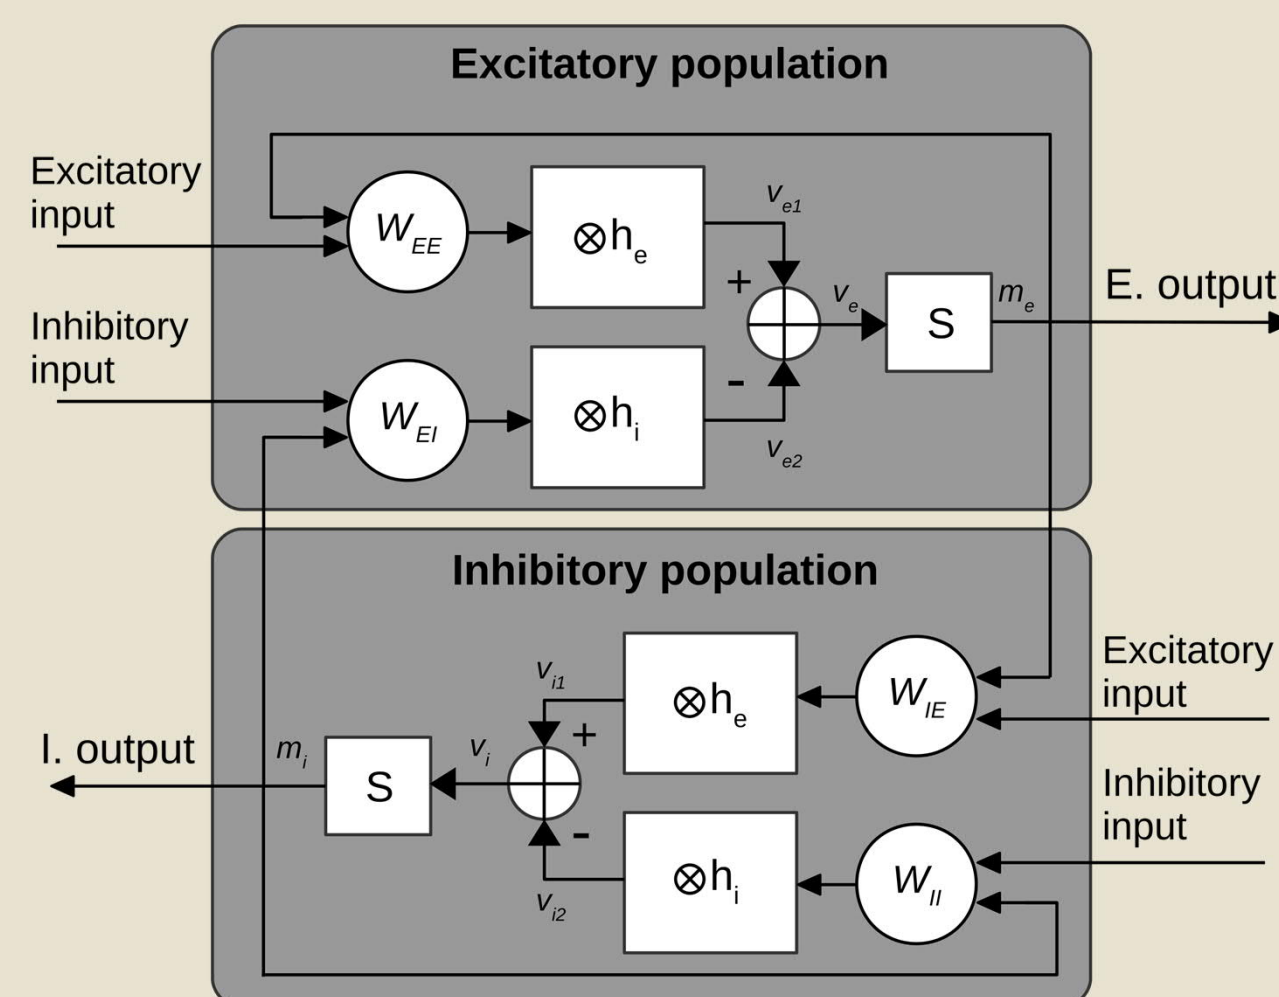 Excitatory population
Excitatory
input
W_EE
⊗h_e
v_e1
+
v_e
S
m_e
E. output
Inhibitory
input
W_EI
⊗h_i
-
v_e2
Inhibitory population
Excitatory
input
W_IE
⊗h_e
v_i1
+
v_i
S
m_i
I. output
Inhibitory
input
W_II
⊗h_i
-
v_i2